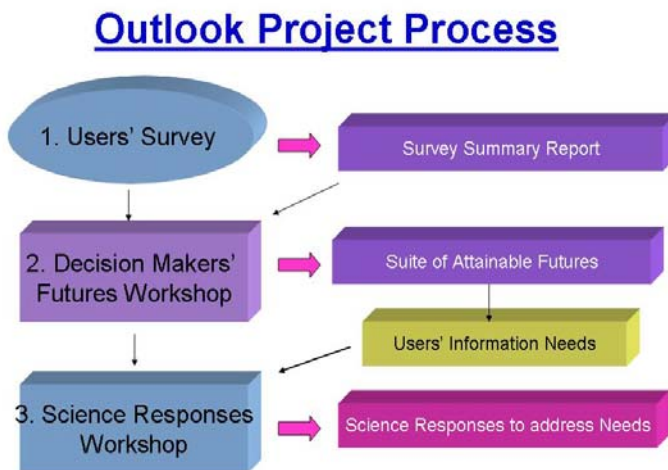 Outlook Project Process
1. Users' Survey
Survey Summary Report
2. Decision Makers'
Futures Workshop
Suite of Attainable Futures
Users' Information Needs
3. Science Responses
Workshop
Science Responses to address Needs